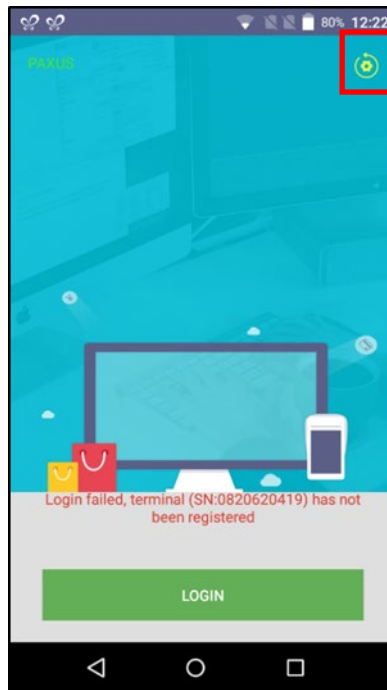 80% 12:22
PAXUS
Login failed, terminal (SN:0820620419) has not
been registered
LOGIN